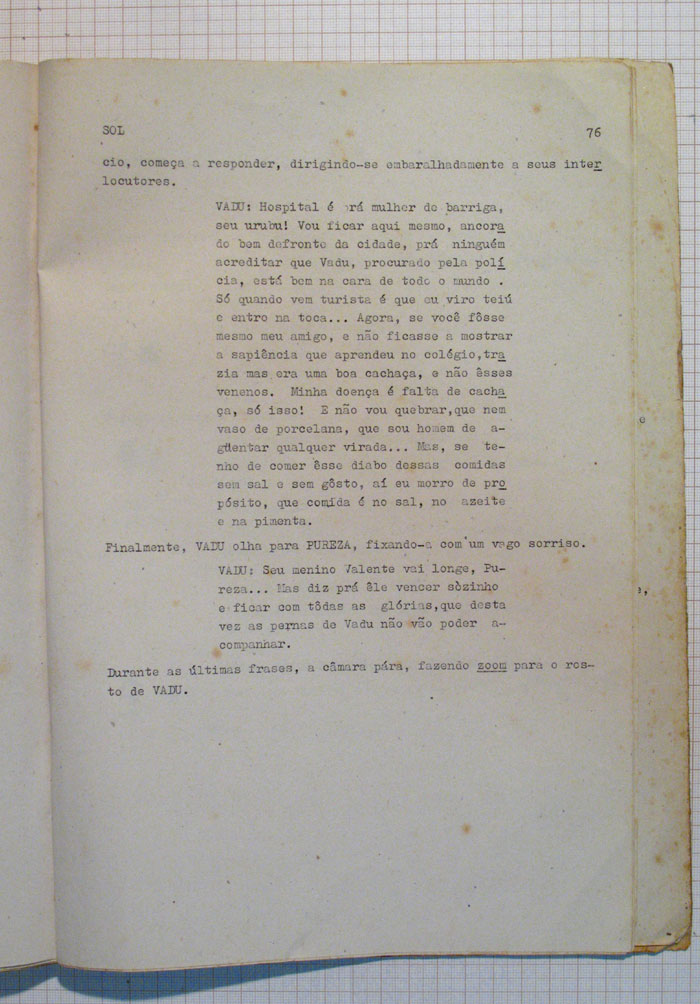 SOL 76
cio, começa a responder, dirigindo-se embaralhadamente a seus inter
locutores.
VADU: Hospital é prá mulher de barriga,
seu urubu! Vou ficar aqui mesmo, ancora
do bem defronte da cidade, prá ninguém
acreditar que Vadu, procurado pela polí
cia, está bem na cara de todo o mundo .
Só quando vem turista é que eu viro teiú
e entro na toca... Agora, se você fôsse
mesmo meu amigo, e não ficasse a mostrar
a sapiência que aprendeu no colégio,tra
zia mas era uma boa cachaça, e não êsses
venenos. Minha doença é falta de cacha
ça, só isso! E não vou quebrar,que nem
vaso de porcelana, que sou homem de a-
güentar qualquer virada... Mas, se te-
nho de comer êsse diabo dessas comidas
sem sal e sem gôsto, aí eu morro de pro
pósito, que comida é no sal, no azeite
e na pimenta.
Finalmente, VADU olha para PUREZA, fixando-a com um vago sorriso.
VADU: Seu menino Valente vai longe, Pu-
reza... Mas diz prá êle vencer sòzinho
e ficar com tôdas as glórias,que desta
vez as pernas de Vadu não vão poder a-
companhar.
Durante as últimas frases, a câmara pára, fazendo zoom para o ros-
to de VADU.
e
e,